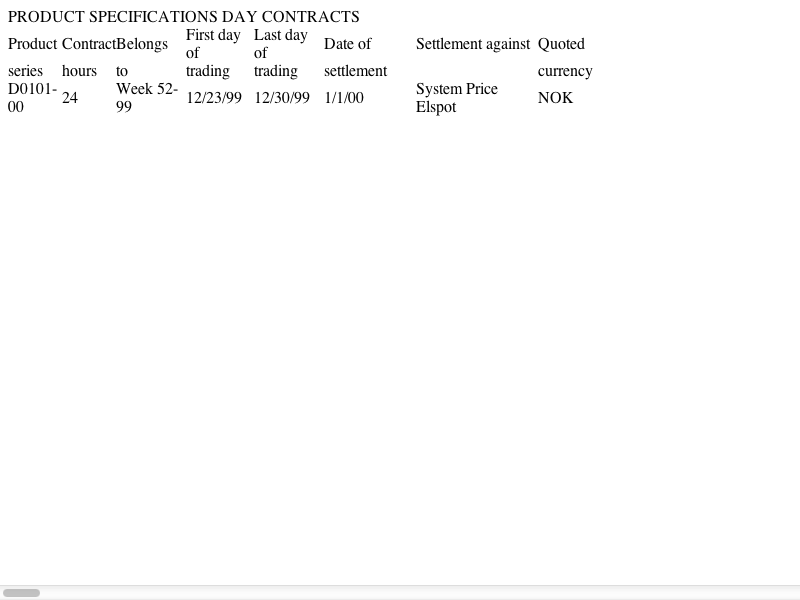 PRODUCT SPECIFICATIONS DAY CONTRACTS
Product Contract Belongs First day of Last day of Date of Settlement against Quoted
series hours to trading trading settlement currency
D0101-00 24 Week 52-99 12/23/99 12/30/99 1/1/00 System Price Elspot NOK